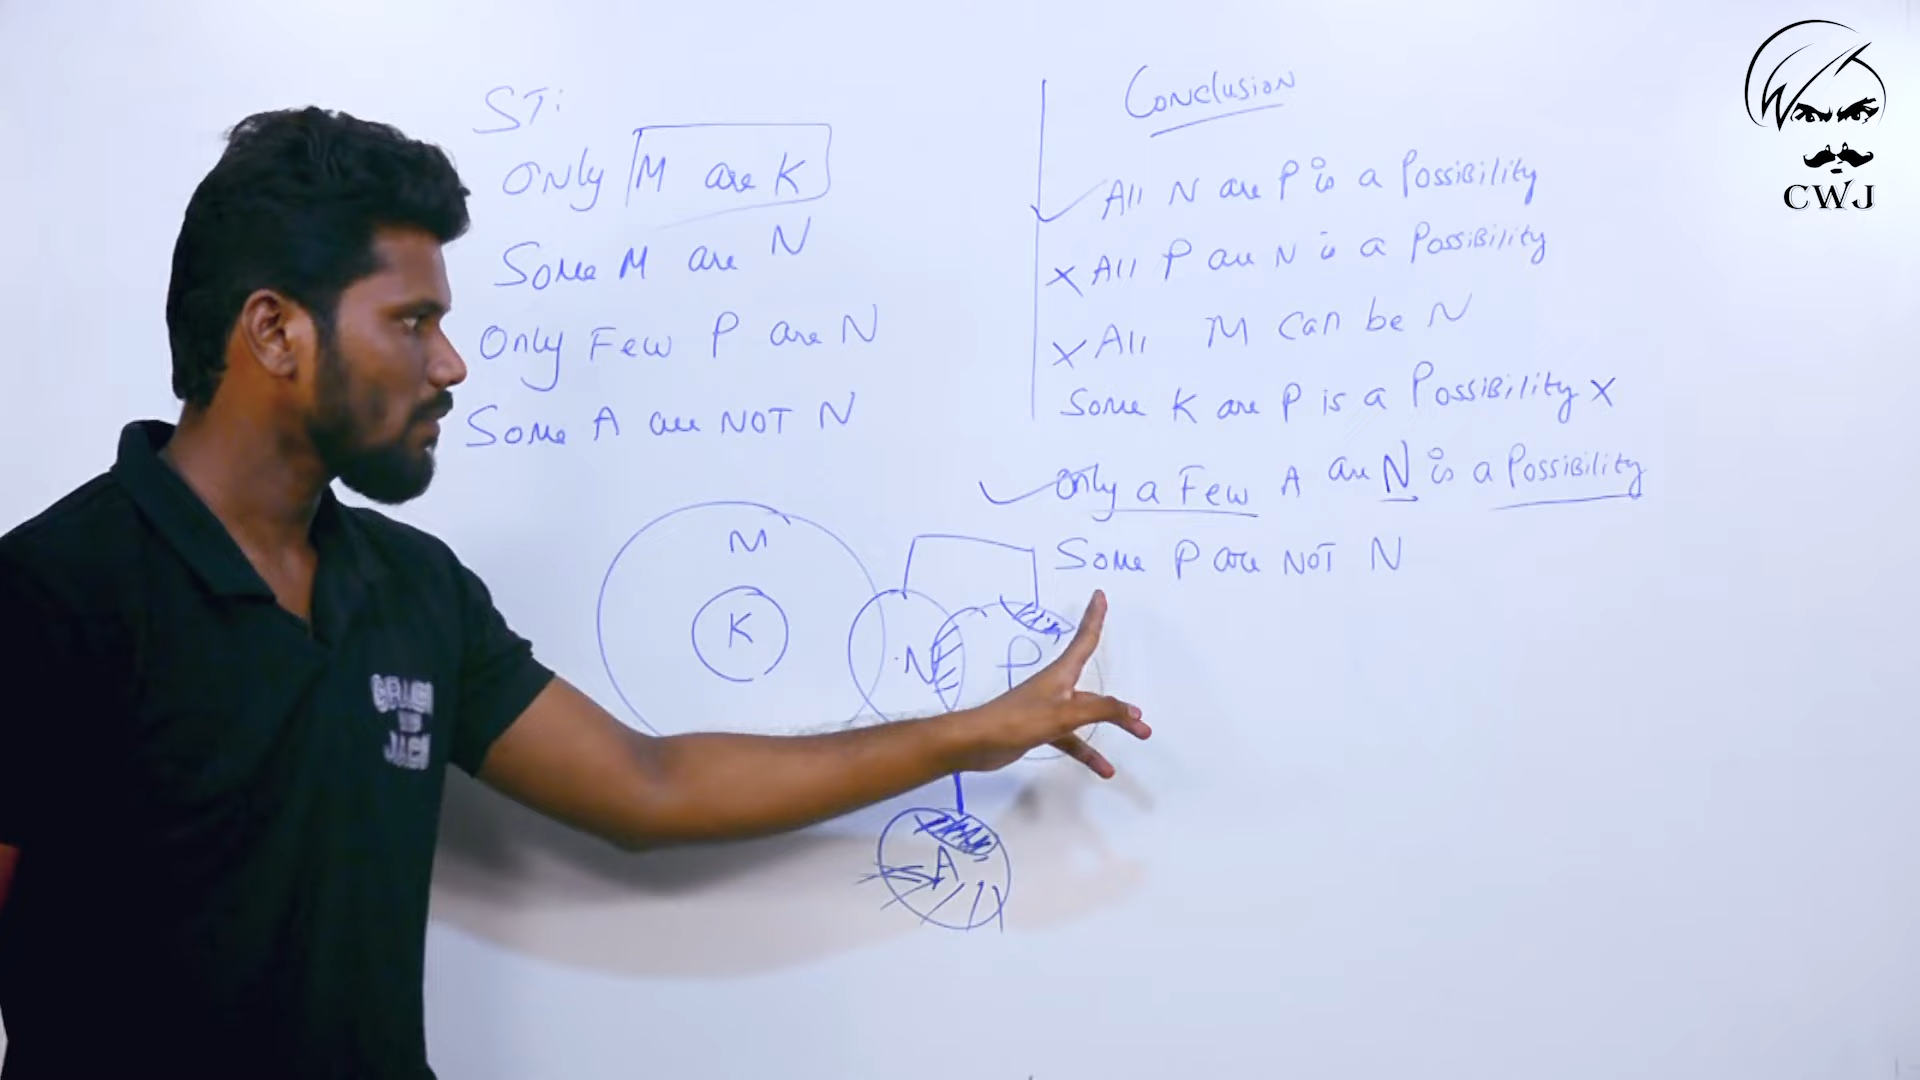 ST:
Only M are K
Some M are N
Only Few P are N
Some A are NOT N
Conclusion
✓ All N are P is a Possibility
X All P are N is a Possibility
X All M can be N
Some K are P is a Possibility X
✓ Only a Few A are N is a Possibility
Some P are NOT N
M
K
N
P
A
CWJ
JACK